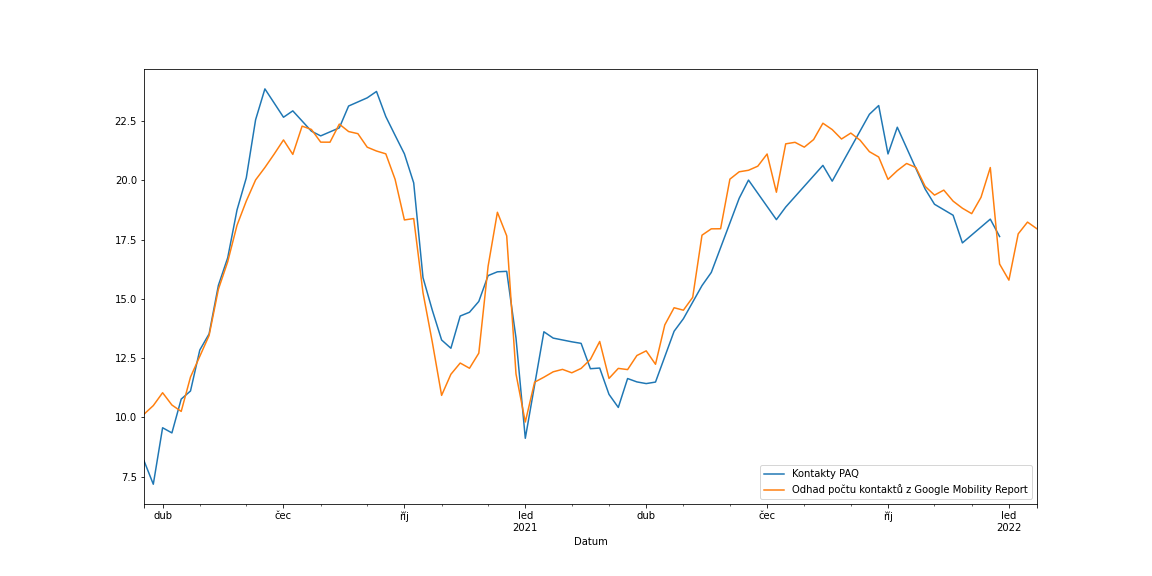 22.5
20.0
17.5
15.0
12.5
10.0
7.5
Kontakty PAQ
Odhad počtu kontaktů z Google Mobility Report
dub čec říj led dub čec říj led
2021 2022
Datum